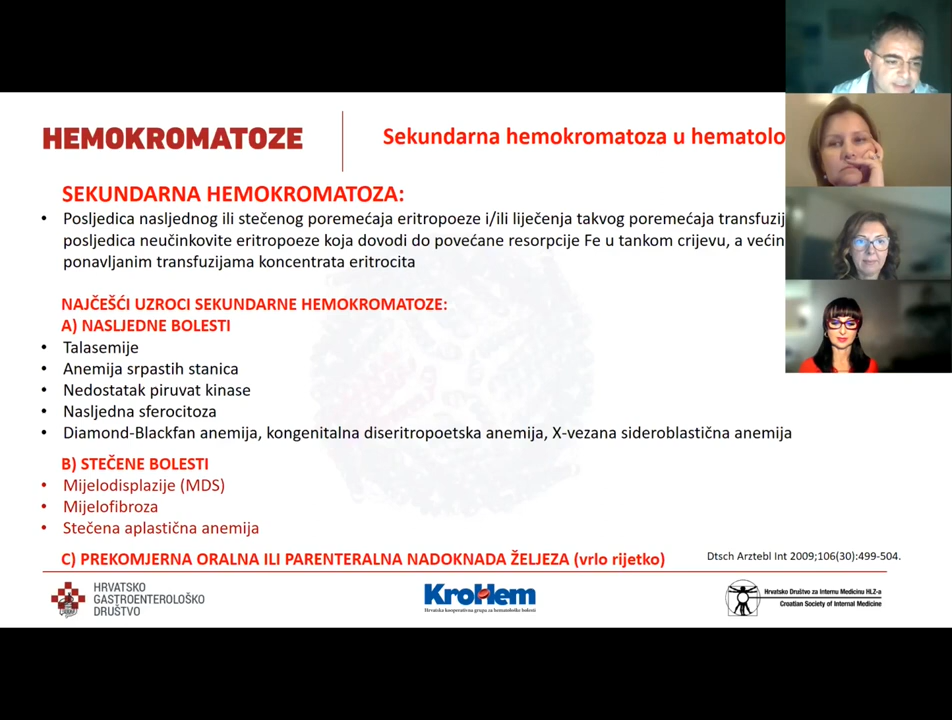 HEMOKROMATOZE
Sekundarna hemokromatoza u hematolo
SEKUNDARNA HEMOKROMATOZA:
• Posljedica nasljednog ili stečenog poremećaja eritropoeze i/ili liječenja takvog poremećaja transfuzij
posljedica neučinkovite eritropoeze koja dovodi do povećane resorpcije Fe u tankom crijevu, a većin
ponavljanim transfuzijama koncentrata eritrocita
NAJČEŠĆI UZROCI SEKUNDARNE HEMOKROMATOZE:
A) NASLJEDNE BOLESTI
• Talasemije
• Anemija srpastih stanica
• Nedostatak piruvat kinase
• Nasljedna sferocitoza
• Diamond-Blackfan anemija, kongenitalna diseritropoetska anemija, X-vezana sideroblastična anemija
B) STEČENE BOLESTI
• Mijelodisplazije (MDS)
• Mijelofibroza
• Stečena aplastična anemija
C) PREKOMJERNA ORALNA ILI PARENTERALNA NADOKNADA ŽELJEZA (vrlo rijetko)
Dtsch Arztebl Int 2009;106(30):499-504.
HRVATSKO
GASTROENTEROLOŠKO
DRUŠTVO
KroHem
Hrvatska kooperativna grupa za hematološke bolesti
Hrvatsko Društvo za Internu Medicinu HLZ-a
Croatian Society of Internal Medicine